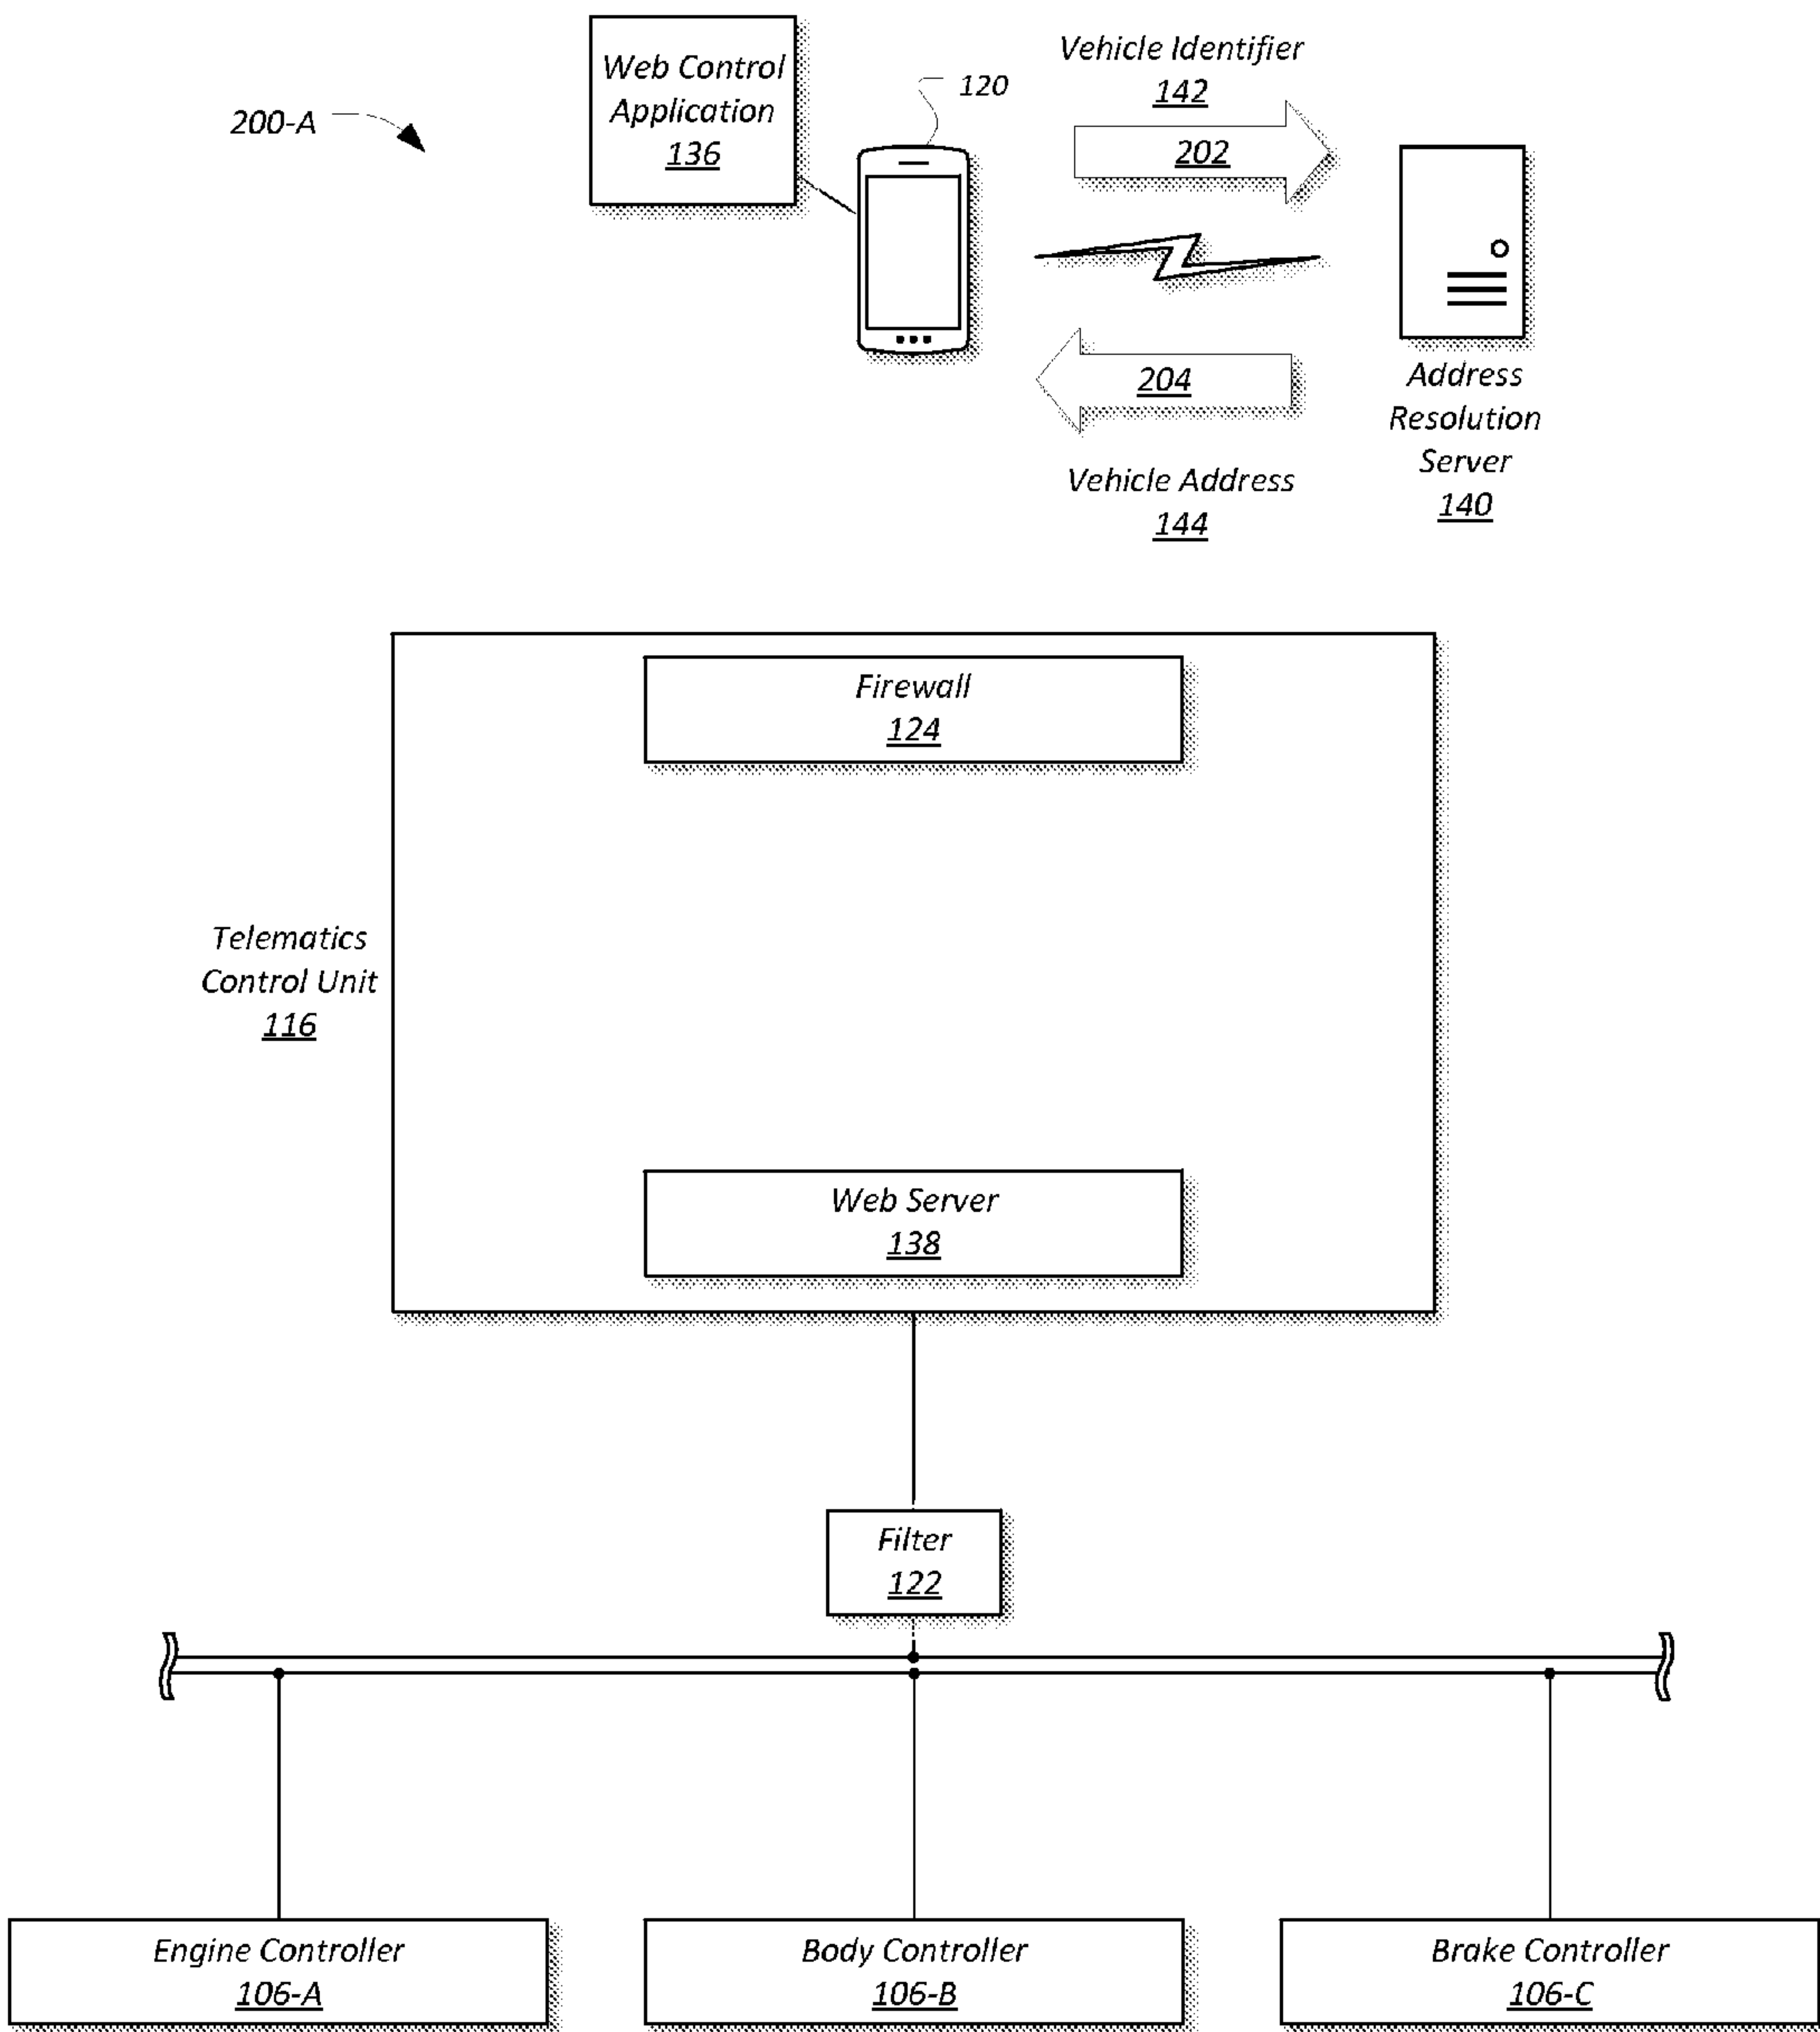 Web Control
Application
136
200-A
120
Vehicle Identifier
142
202
204
Vehicle Address
144
Address
Resolution
Server
140
Firewall
124
Telematics
Control Unit
116
Web Server
138
Filter
122
Engine Controller
106-A
Body Controller
106-B
Brake Controller
106-C